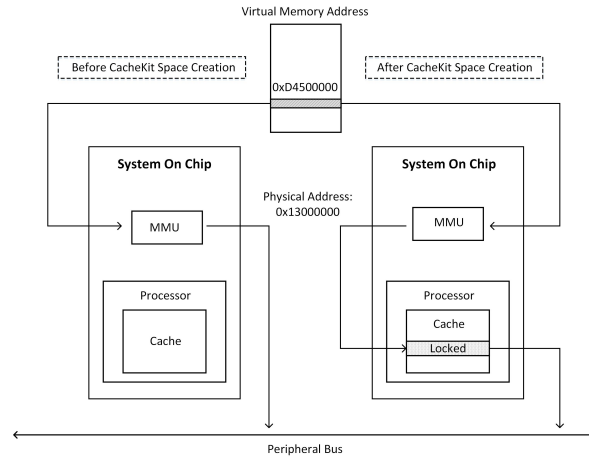 Virtual Memory Address
Before CacheKit Space Creation
After CacheKit Space Creation
0xD4500000
System On Chip
System On Chip
Physical Address:
0x13000000
MMU
MMU
Processor
Processor
Cache
Cache
Locked
Peripheral Bus